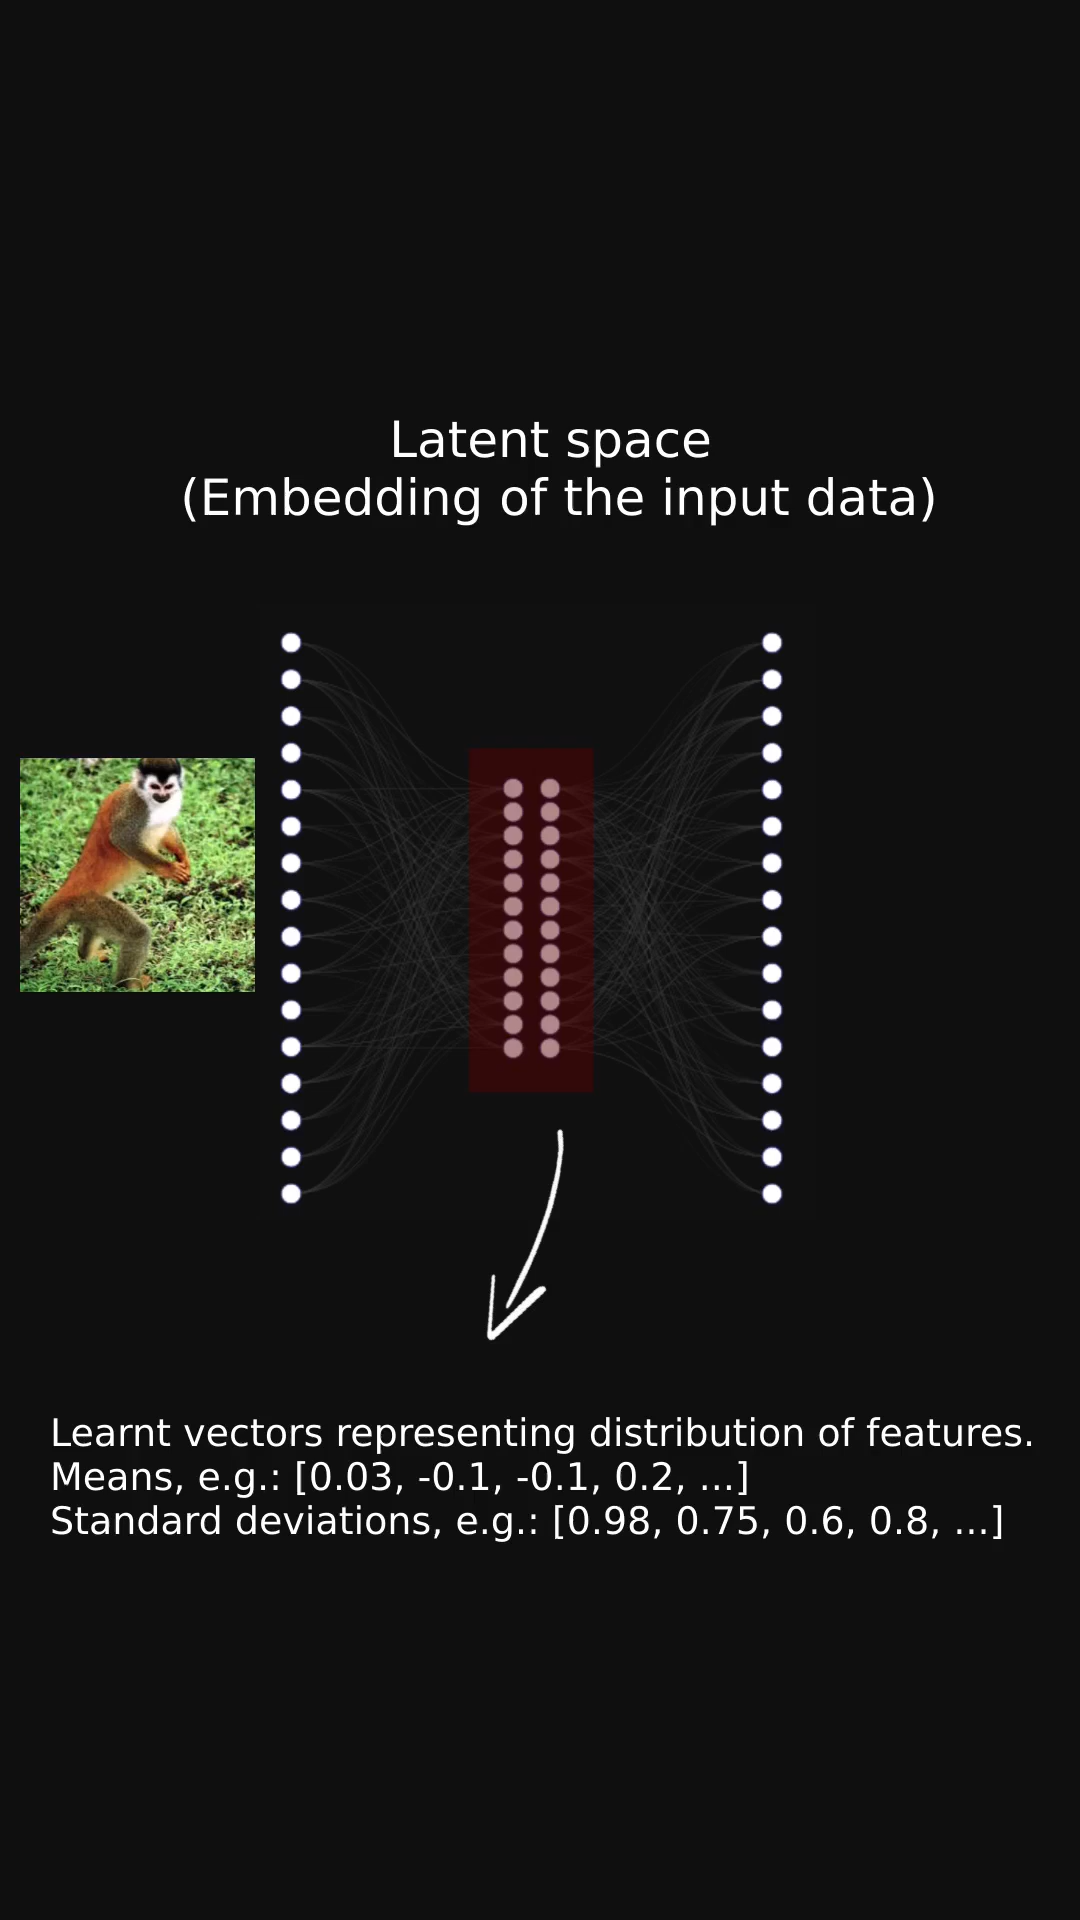 Latent space
(Embedding of the input data)
Learnt vectors representing distribution of features.
Means, e.g.: [0.03, -0.1, -0.1, 0.2, ...]
Standard deviations, e.g.: [0.98, 0.75, 0.6, 0.8, ...]